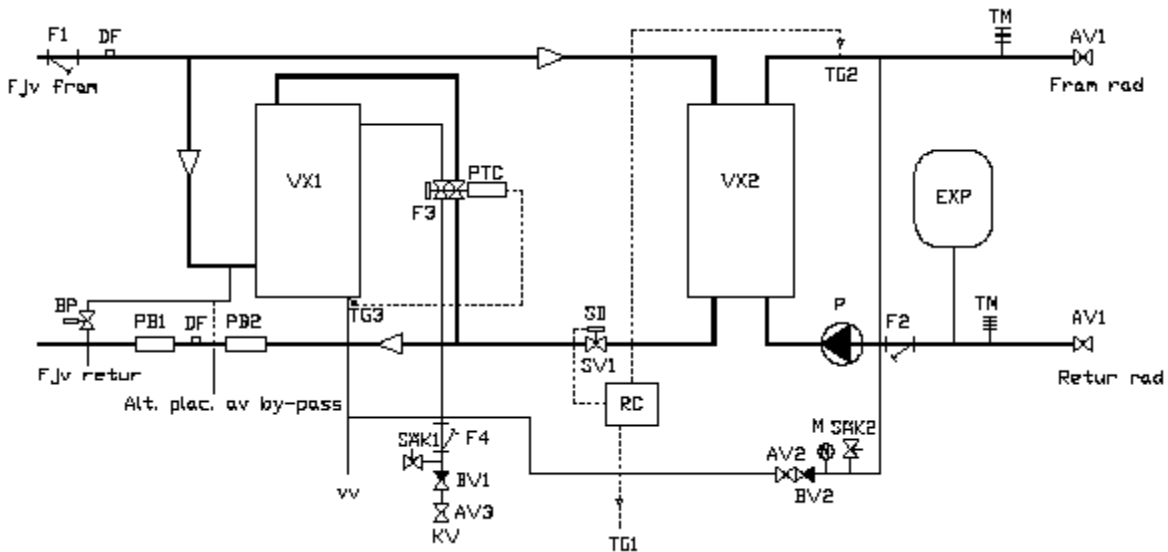 F1
DF
TM
AV1
Fjv fram
TG2
Fram rad
VX1
PTC
VX2
EXP
F3
BP
PB1
DF
PB2
TG3
SD
P
F2
TM
AV1
SV1
Fjv retur
Retur rad
Alt. plac. av by-pass
RC
M
SAK2
SAK1
F4
AV2
BV1
BV2
VV
AV3
KV
TG1